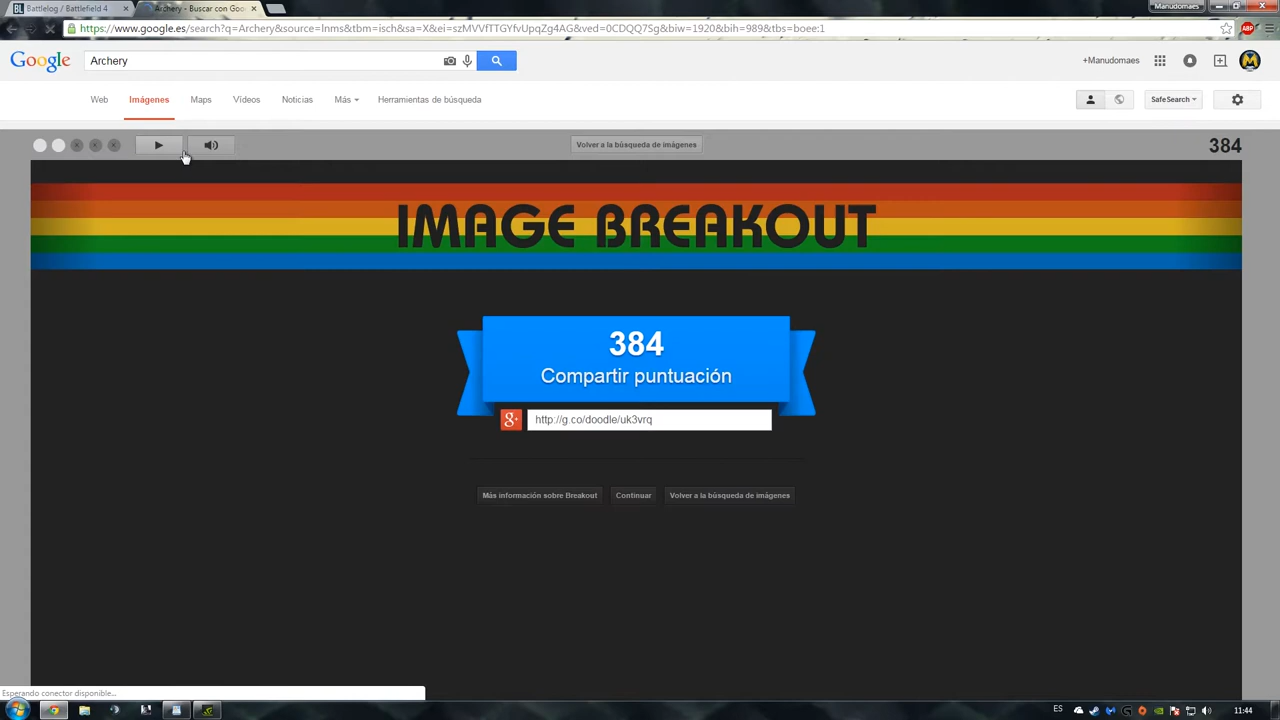 Battlelog / Battlefield 4
Archery - Buscar con Goo
Manudomaes
https://www.google.es/search?q=Archery&source=lnms&tbm=isch&sa=X&ei=szMVVfTTGYfvUpqZg4AG&ved=0CDQQ7Sg&biw=1920&bih=989&tbs=boee:1
ABP
Google
Archery
+Manudomaes
Web
Imágenes
Maps
Vídeos
Noticias
Más
Herramientas de búsqueda
SafeSearch
Volver a la búsqueda de imágenes
384
IMAGE BREAKOUT
384
Compartir puntuación
g+
http://g.co/doodle/uk3vrq
Más información sobre Breakout
Continuar
Volver a la búsqueda de imágenes
Esperando conector disponible...
ES
11:44